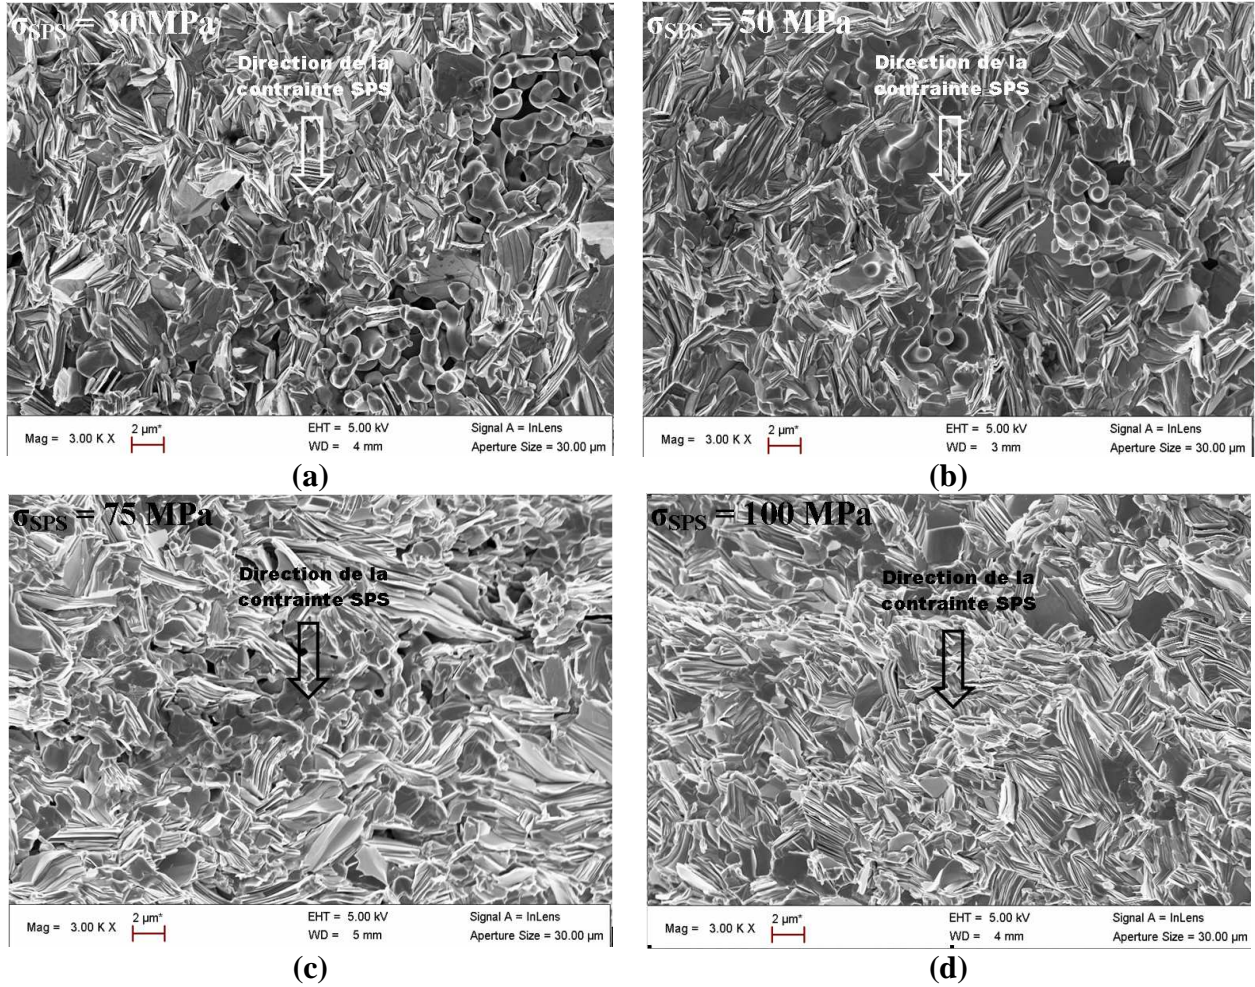 σSPS = 30 MPa
Direction de la
contrainte SPS
Mag = 3.00 K X
2 µm*
EHT = 5.00 kV
WD = 4 mm
Signal A = InLens
Aperture Size = 30.00 µm
(a)
σSPS = 50 MPa
Direction de la
contrainte SPS
Mag = 3.00 K X
2 µm*
EHT = 5.00 kV
WD = 3 mm
Signal A = InLens
Aperture Size = 30.00 µm
(b)
σSPS = 75 MPa
Direction de la
contrainte SPS
Mag = 3.00 K X
2 µm*
EHT = 5.00 kV
WD = 5 mm
Signal A = InLens
Aperture Size = 30.00 µm
(c)
σSPS = 100 MPa
Direction de la
contrainte SPS
Mag = 3.00 K X
2 µm*
EHT = 5.00 kV
WD = 4 mm
Signal A = InLens
Aperture Size = 30.00 µm
(d)